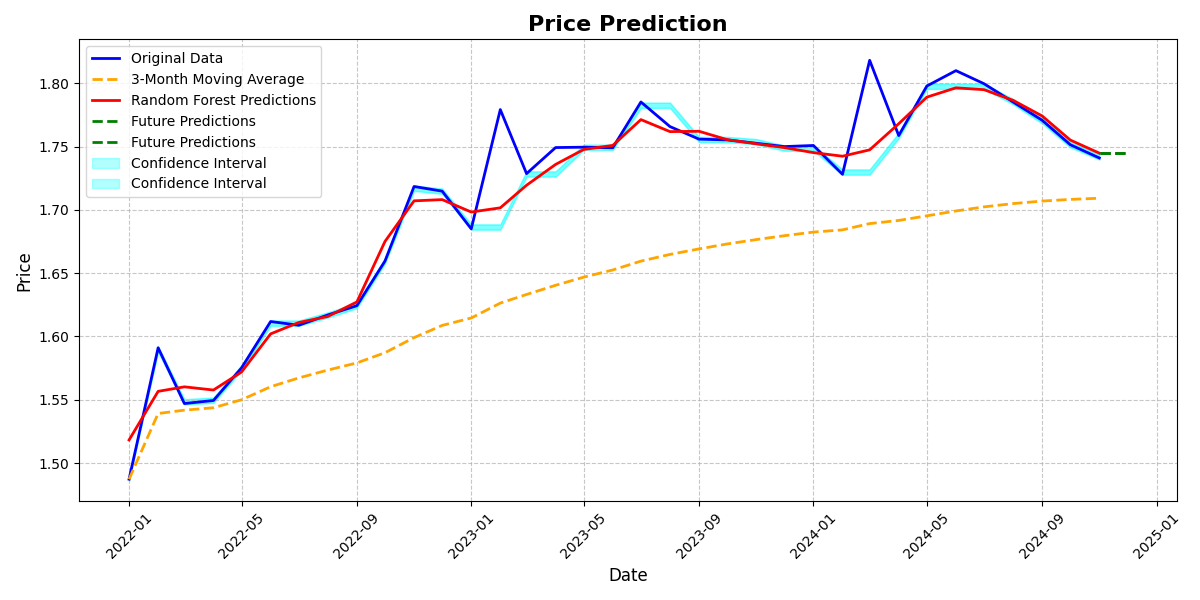 Price Prediction
Original Data
3-Month Moving Average
Random Forest Predictions
Future Predictions
Future Predictions
Confidence Interval
Confidence Interval
Price
1.80
1.75
1.70
1.65
1.60
1.55
1.50
2022-01
2022-05
2022-09
2023-01
2023-05
2023-09
2024-01
2024-05
2024-09
2025-01
Date